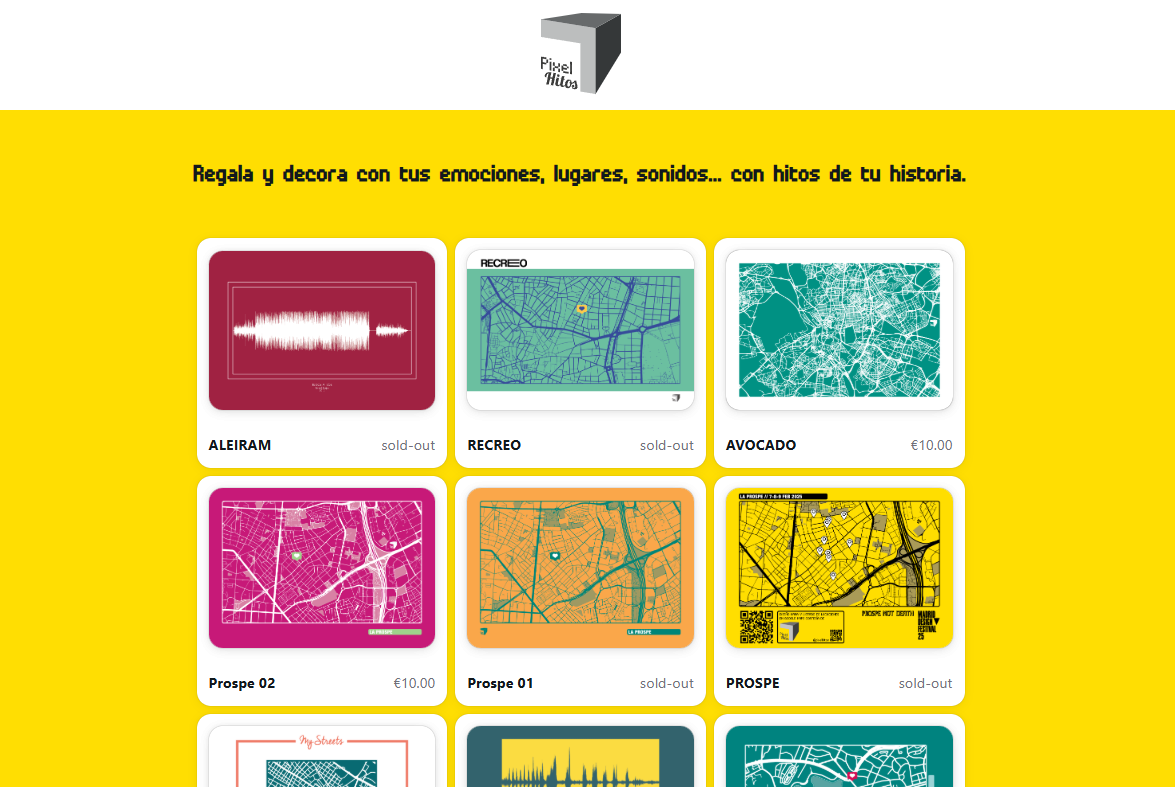 Pixel
Hitos
Regala y decora con tus emociones, lugares, sonidos... con hitos de tu historia.
RECREO
ALEIRAM sold-out
RECREO sold-out
AVOCADO €10.00
LA PROSPE
LA PROSPE
LA PROSPE // 7-8-9 FEB 2025
PROSPE NOT DEATH
MADRID
DESIGN
FESTIVAL
25
Prospe 02 €10.00
Prospe 01 sold-out
PROSPE sold-out
My Streets